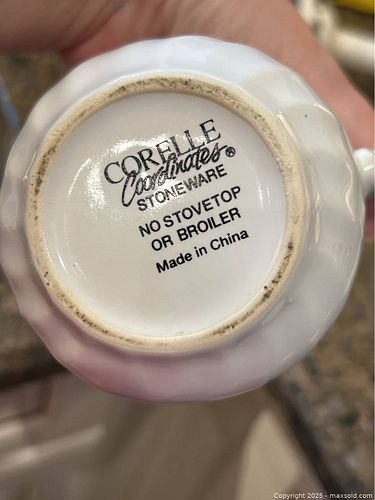 CORELLE
Coordinates®
STONEWARE
NO STOVETOP
OR BROILER
Made in China
Copyright 2025 - maxsold.com